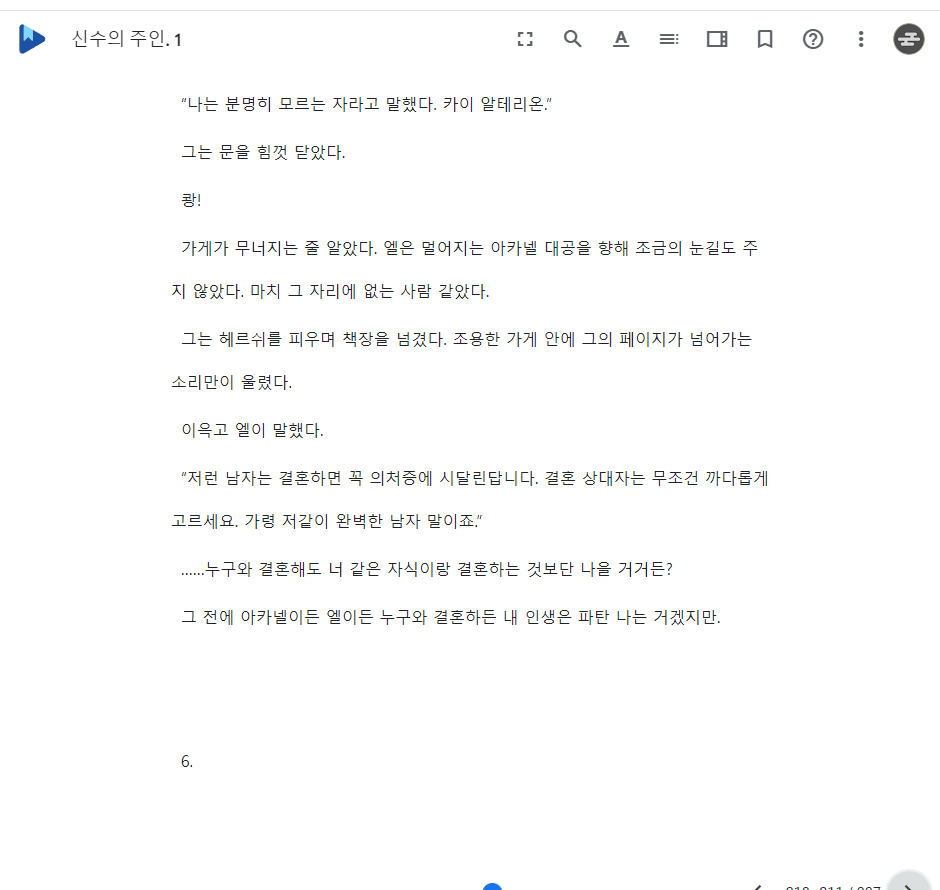 신수의 주인. 1
"나는 분명히 모르는 자라고 말했다. 카이 알테리온."
그는 문을 힘껏 닫았다.
쾅!
가게가 무너지는 줄 알았다. 엘은 멀어지는 아카넬 대공을 향해 조금의 눈길도 주
지 않았다. 마치 그 자리에 없는 사람 같았다.
그는 헤르쉬를 피우며 책장을 넘겼다. 조용한 가게 안에 그의 페이지가 넘어가는
소리만이 울렸다.
이윽고 엘이 말했다.
"저런 남자는 결혼하면 꼭 의처증에 시달린답니다. 결혼 상대자는 무조건 까다롭게
고르세요. 가령 저같이 완벽한 남자 말이죠."
......누구와 결혼해도 너 같은 자식이랑 결혼하는 것보단 나을 거거든?
그 전에 아카넬이든 엘이든 누구와 결혼하든 내 인생은 파탄 나는 거겠지만.
6.